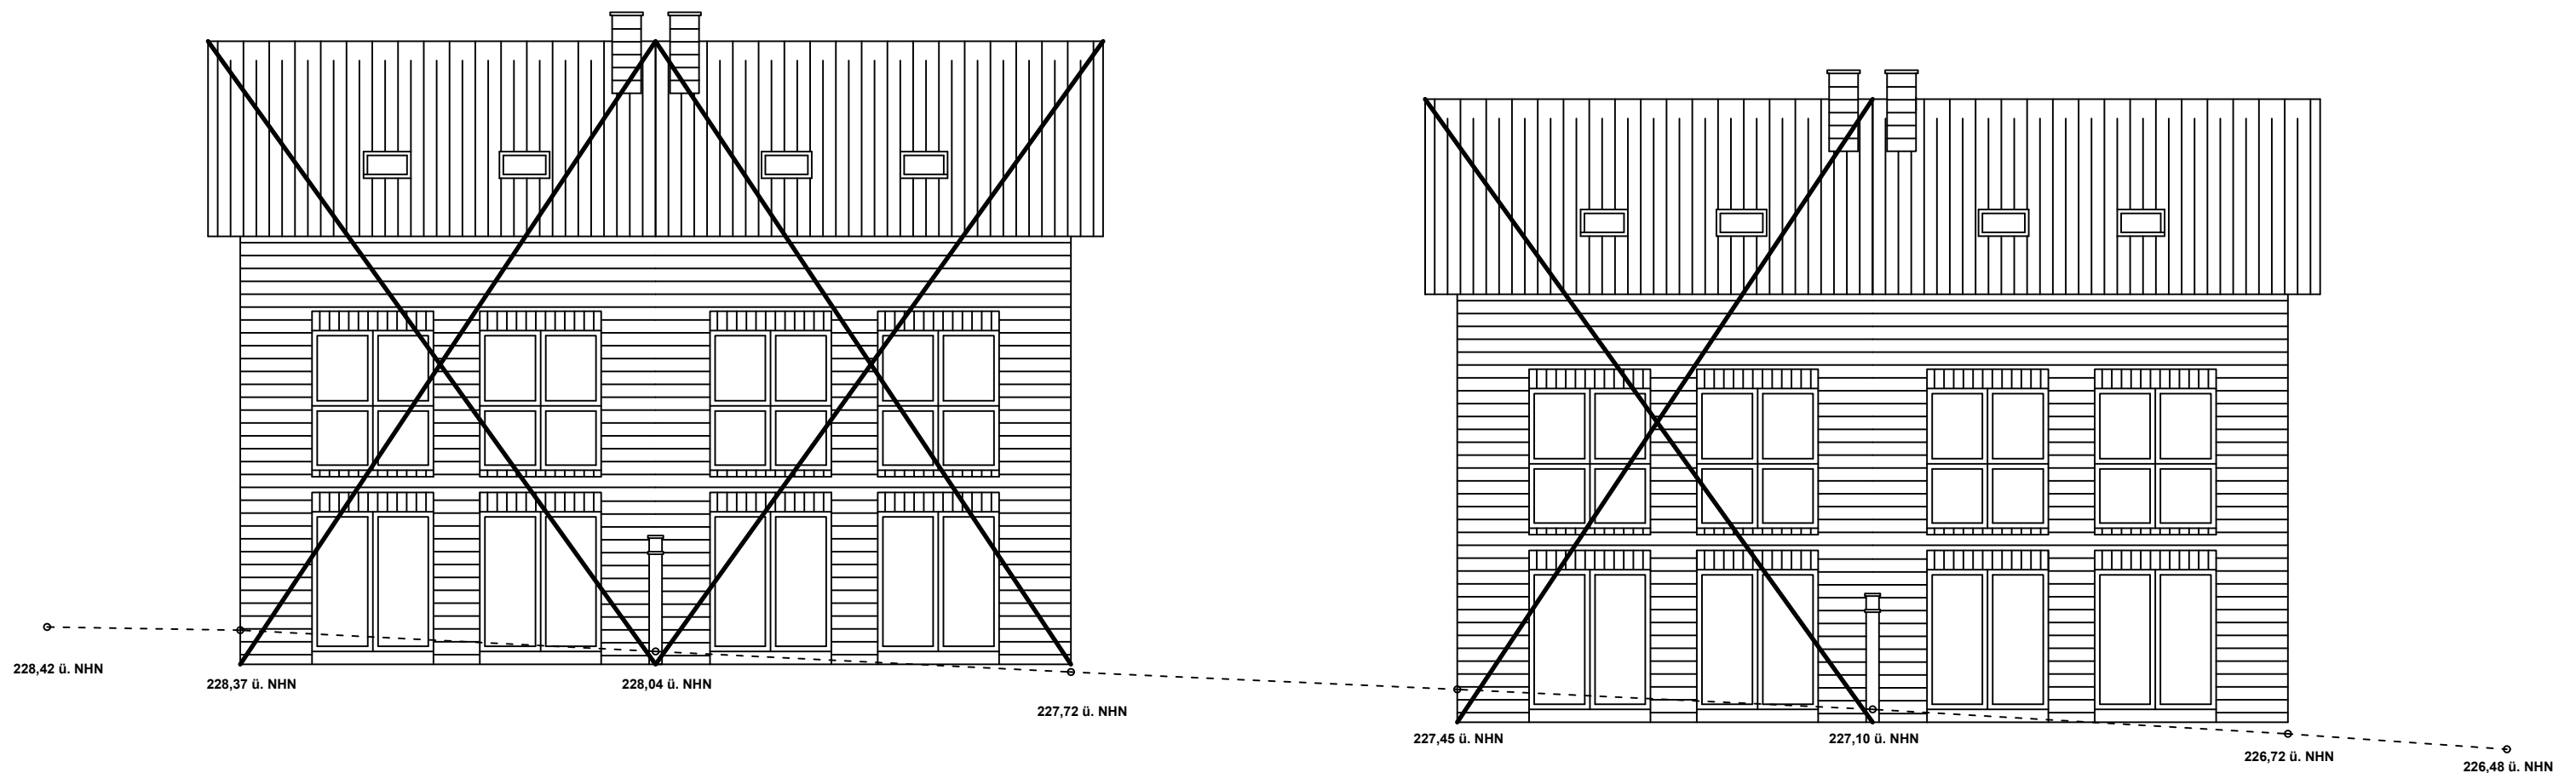 228,42 ü. NHN
228,37 ü. NHN
228,04 ü. NHN
227,72 ü. NHN
227,45 ü. NHN
227,10 ü. NHN
226,72 ü. NHN
226,48 ü. NHN